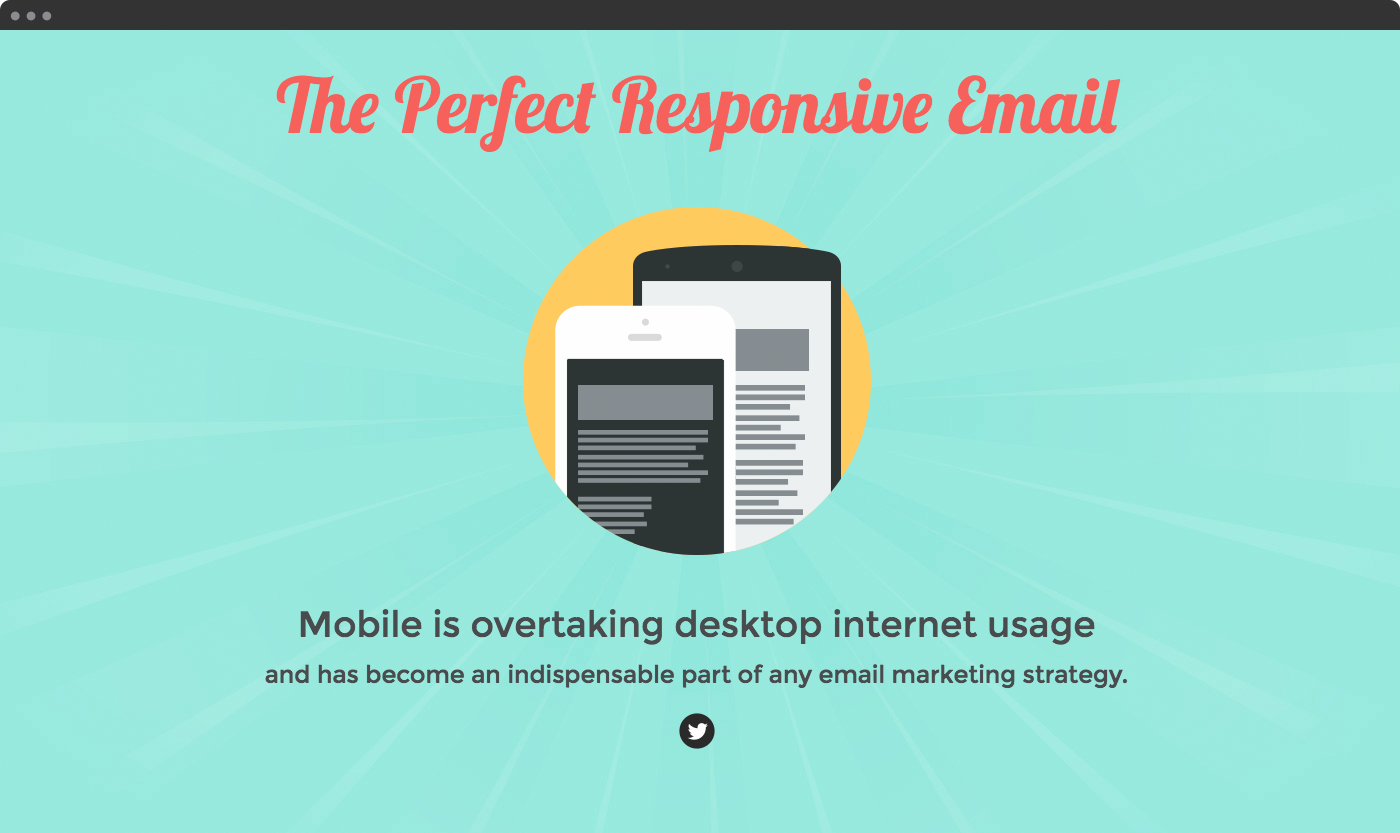 The Perfect Responsive Email
Mobile is overtaking desktop internet usage
and has become an indispensable part of any email marketing strategy.